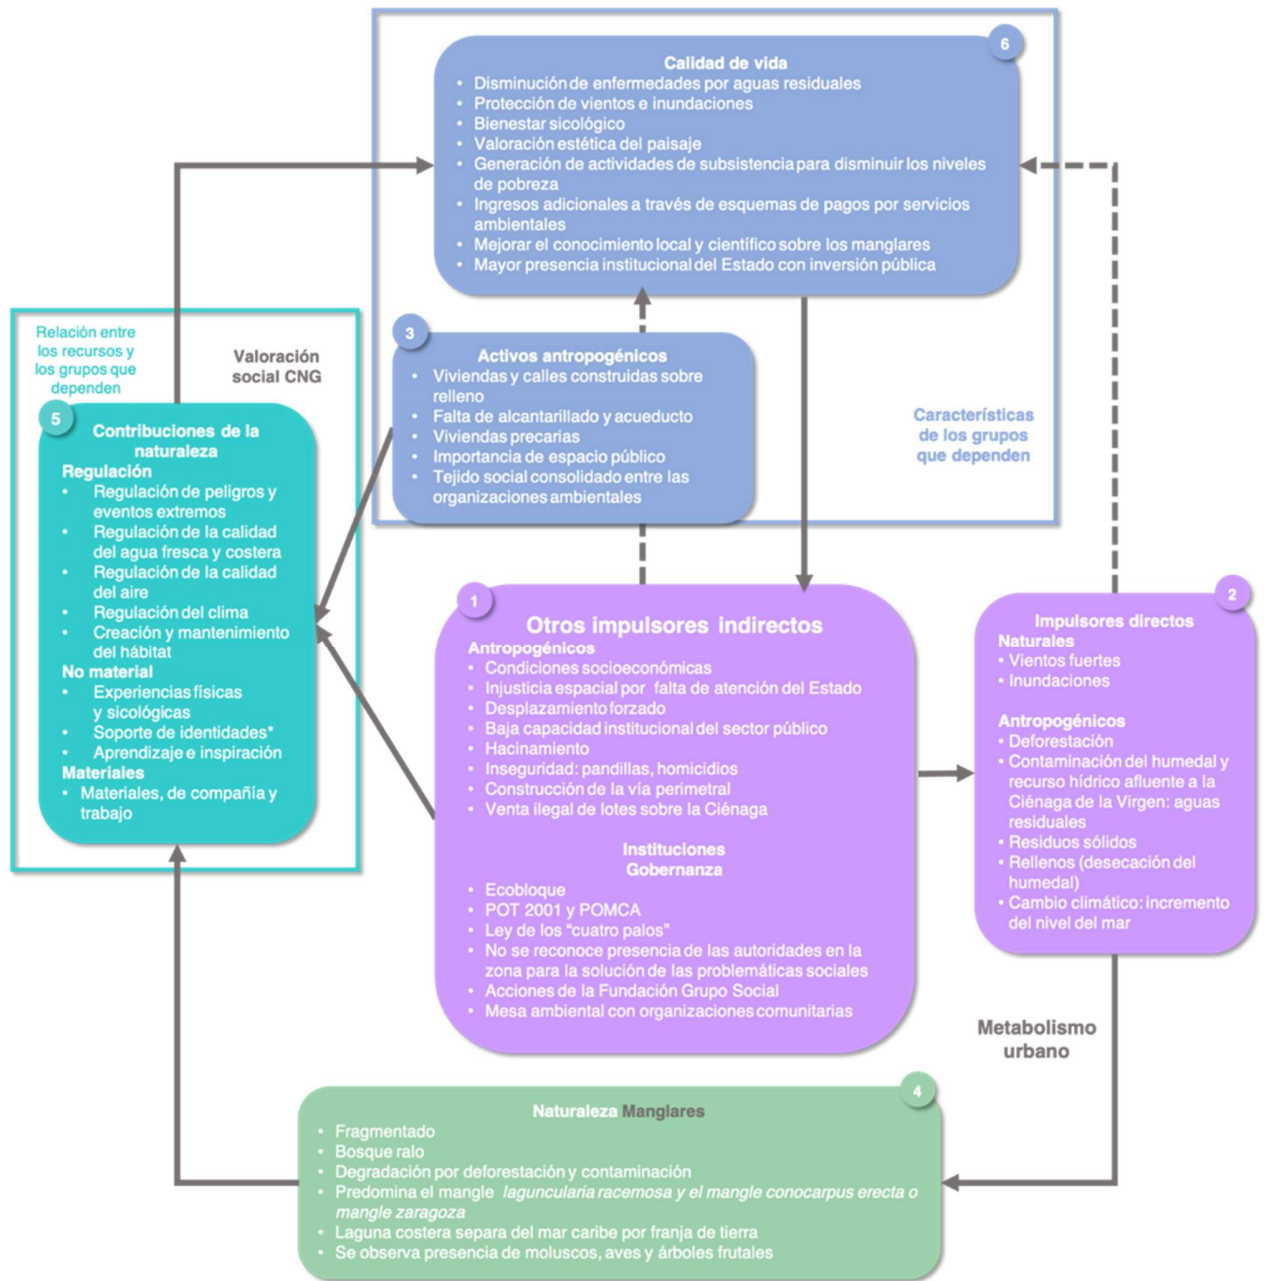 6
Calidad de vida
• Disminución de enfermedades por aguas residuales
• Protección de vientos e inundaciones
• Bienestar sicológico
• Valoración estética del paisaje
• Generación de actividades de subsistencia para disminuir los niveles
de pobreza
• Ingresos adicionales a través de esquemas de pagos por servicios
ambientales
• Mejorar el conocimiento local y científico sobre los manglares
• Mayor presencia institucional del Estado con inversión pública
3
Activos antropogénicos
• Viviendas y calles construidas sobre
relleno
• Falta de alcantarillado y acueducto
• Viviendas precarias
• Importancia de espacio público
• Tejido social consolidado entre las
organizaciones ambientales
Características
de los grupos
que dependen
Relación entre
los recursos y
los grupos que
dependen
Valoración
social CNG
5
Contribuciones de la
naturaleza
Regulación
• Regulación de peligros y
eventos extremos
• Regulación de la calidad
del agua fresca y costera
• Regulación de la calidad
del aire
• Regulación del clima
• Creación y mantenimiento
del hábitat
No material
• Experiencias físicas
y sicológicas
• Soporte de identidades*
• Aprendizaje e inspiración
Materiales
• Materiales, de compañía y
trabajo
1
Otros impulsores indirectos
Antropogénicos
• Condiciones socioeconómicas
• Injusticia espacial por falta de atención del Estado
• Desplazamiento forzado
• Baja capacidad institucional del sector público
• Hacinamiento
• Inseguridad: pandillas, homicidios
• Construcción de la vía perimetral
• Venta ilegal de lotes sobre la Ciénaga
Instituciones
Gobernanza
• Ecobloque
• POT 2001 y POMCA
• Ley de los “cuatro palos”
• No se reconoce presencia de las autoridades en la
zona para la solución de las problemáticas sociales
• Acciones de la Fundación Grupo Social
• Mesa ambiental con organizaciones comunitarias
2
Impulsores directos
Naturales
• Vientos fuertes
• Inundaciones
Antropogénicos
• Deforestación
• Contaminación del humedal y
recurso hídrico afluente a la
Ciénaga de la Virgen: aguas
residuales
• Residuos sólidos
• Rellenos (desecación del
humedal)
• Cambio climático: incremento
del nivel del mar
Metabolismo
urbano
4
Naturaleza Manglares
• Fragmentado
• Bosque ralo
• Degradación por deforestación y contaminación
• Predomina el mangle laguncularia racemosa y el mangle conocarpus erecta o
mangle zaragoza
• Laguna costera separa del mar caribe por franja de tierra
• Se observa presencia de moluscos, aves y árboles frutales